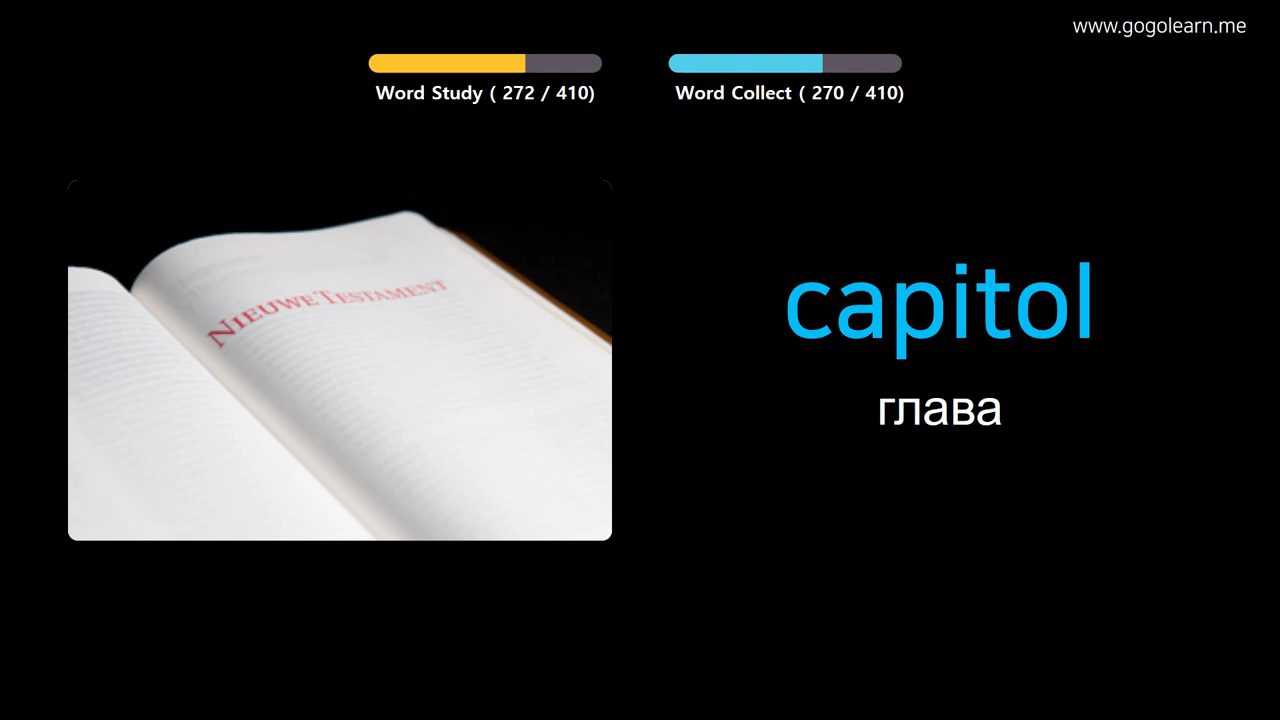 www.gogolearn.me
Word Study ( 272 / 410)
Word Collect ( 270 / 410)
NIEUWE TESTAMENT
capitol
глава